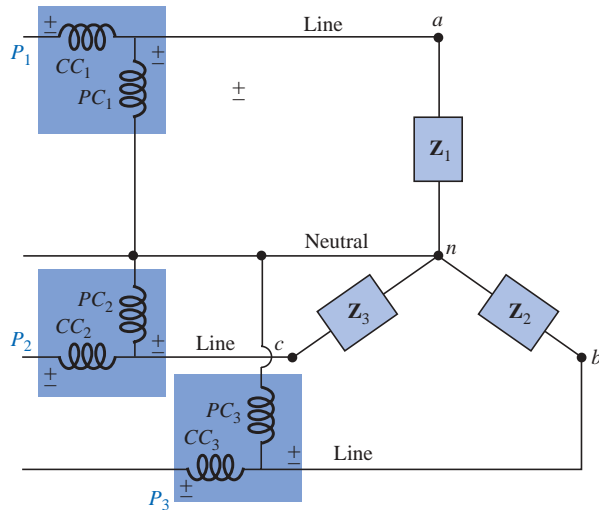 a
± Line
P₁ CC₁ ±
PC₁ ±
Z₁
Neutral n
PC₂
Z₃ Z₂
P₂ CC₂ ± Line c b
±
PC₃
CC₃ ± Line
P₃ ±